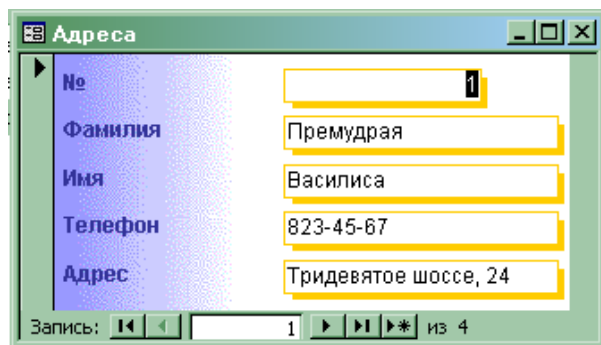 Адреса
№ 1
Фамилия Премудрая
Имя Василиса
Телефон 823-45-67
Адрес Тридевятое шоссе, 24
Запись: 1 из 4